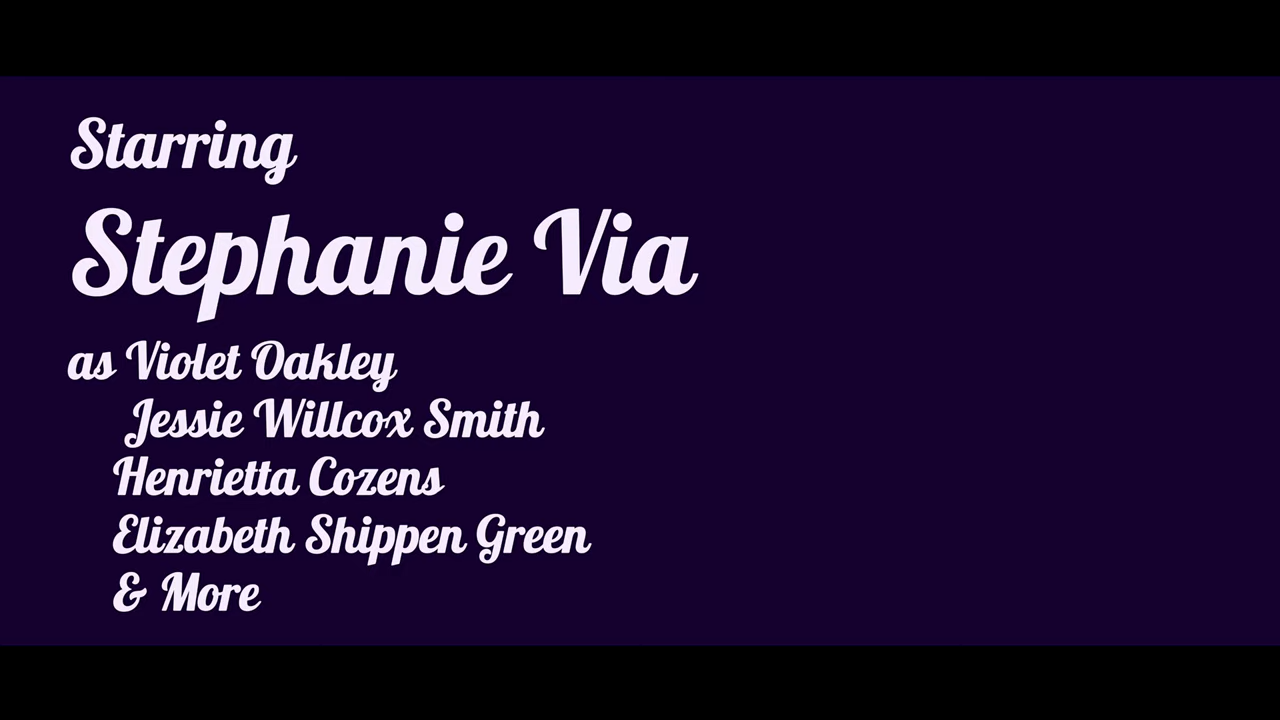 Starring
Stephanie Via
as Violet Oakley
Jessie Willcox Smith
Henrietta Cozens
Elizabeth Shippen Green
& More